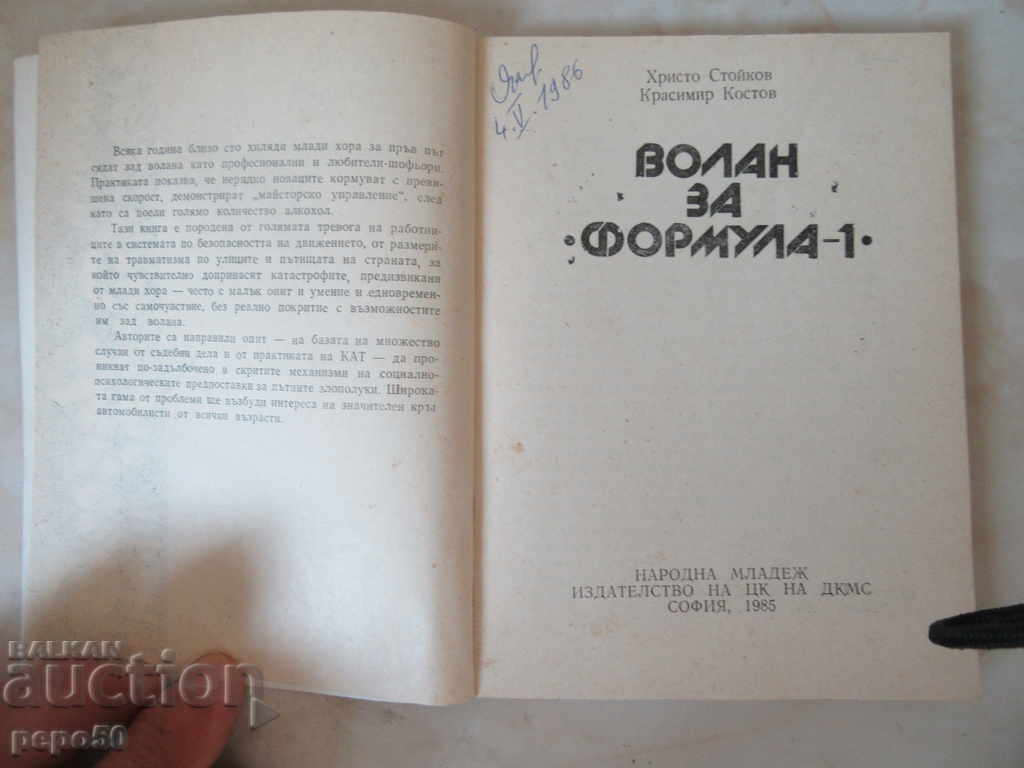 Всяка година близо сто хиляди млади хора за пръв път
сядат зад волана като професионални и любители-шофьори.
Практиката показва, че нерядко новаците кормуват с преви-
шена скорост, демонстрират „майсторско управление“, след
като са поели голямо количество алкохол.
Тази книга е породена от голямата тревога на работни-
ците в системата по безопасността на движението, от размери-
те на травматизма по улиците и пътищата на страната, за
който чувствително допринасят катастрофите, предизвикани
от млади хора — често с малък опит и умение и едновремен-
но със самочувствие, без реално покритие с възможностите
им зад волана.
Авторите са направили опит — на базата на множество
случаи от съдебни дела и от практиката на КАТ — да про-
никнат по-задълбочено в скритите механизми на социално-
психологическите предпоставки за пътните злополуки. Широка-
та гама от проблеми ще възбуди интереса на значителен кръг
автомобилисти от всички възрасти.
4.V.1986
Христо Стойков
Красимир Костов
ВОЛАН
ЗА
•ФОРМУЛА-1•
НАРОДНА МЛАДЕЖ
ИЗДАТЕЛСТВО НА ЦК НА ДКМС
СОФИЯ, 1985
BALKAN
auction
pepo50